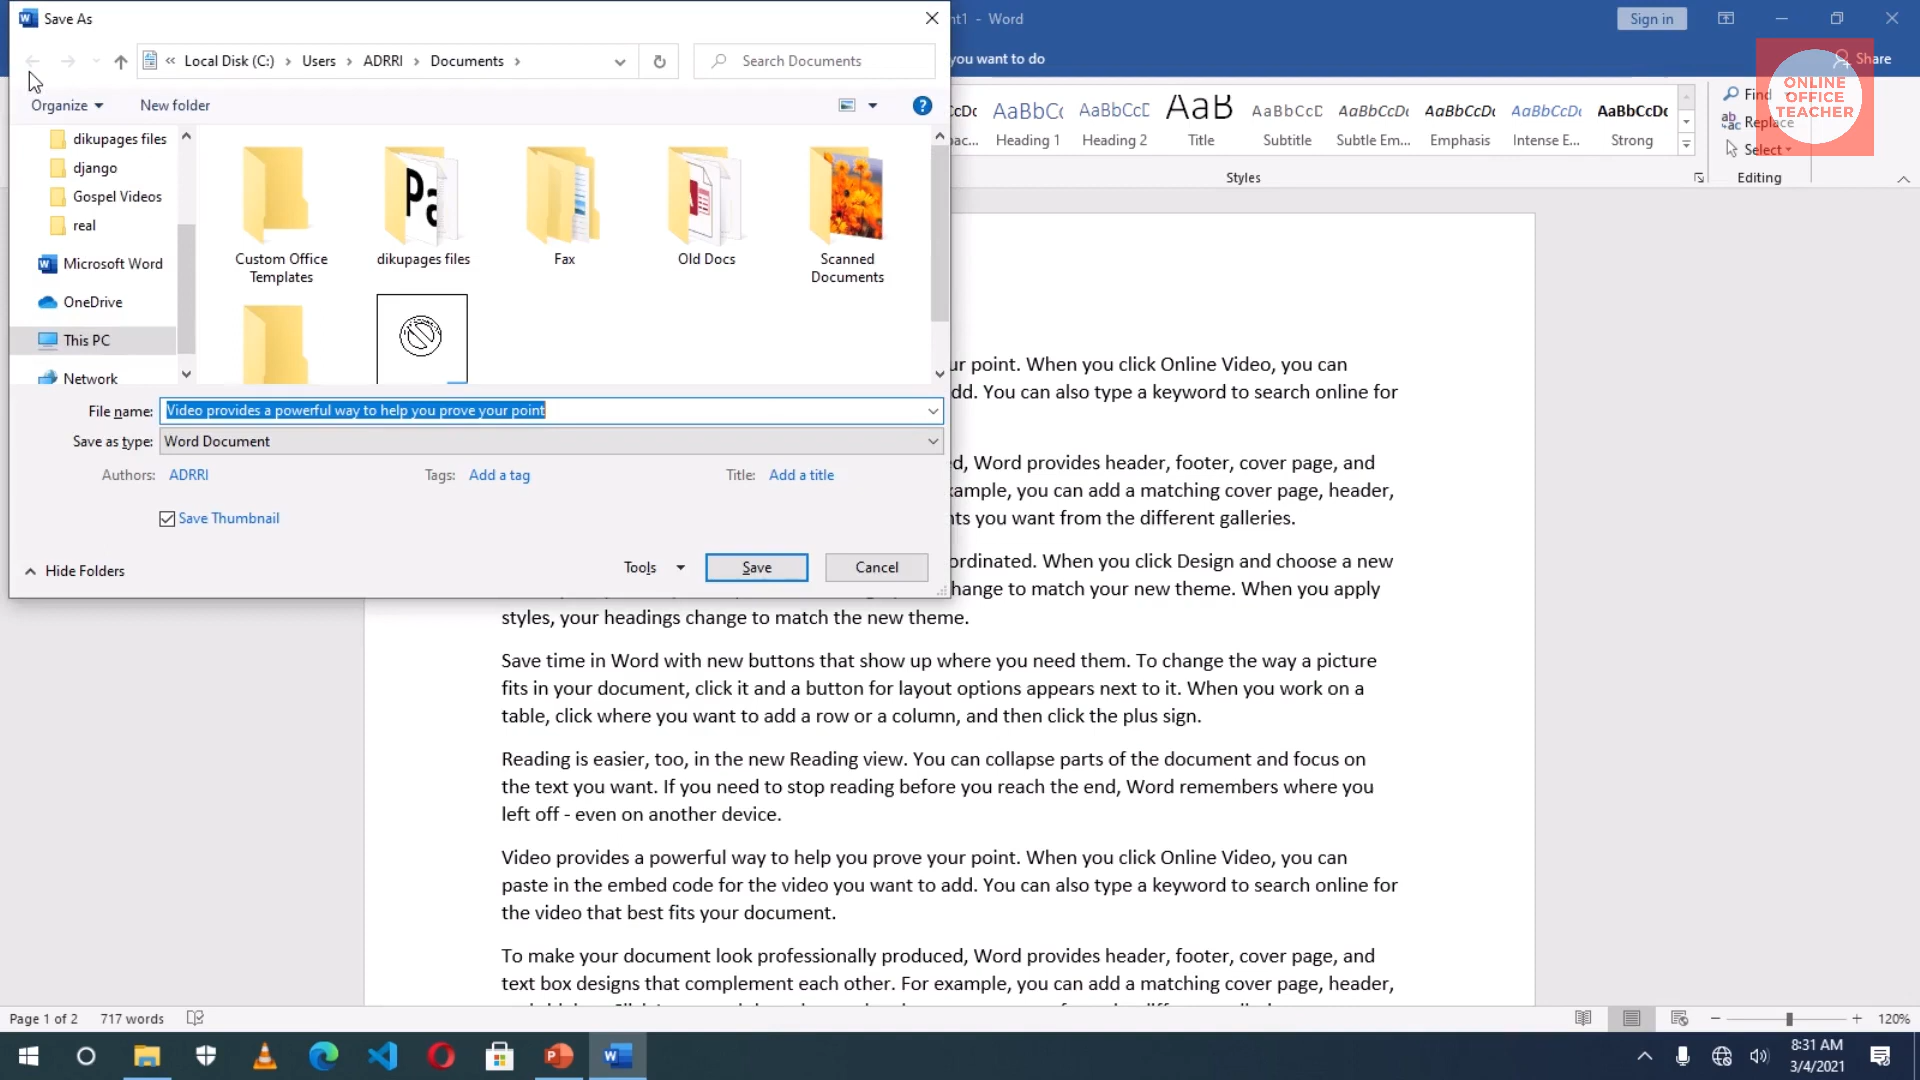 Save As
nt1 - Word
Sign in
« Local Disk (C:) › Users › ADRRI › Documents ›
Search Documents
you want to do
Share
Organize
New folder
ONLINE
OFFICE
TEACHER
dikupages files
django
Gospel Videos
real
Microsoft Word
OneDrive
This PC
Network
Custom Office
Templates
dikupages files
Fax
Old Docs
Scanned
Documents
AaBbC
Heading 1
AaBbCcD
Heading 2
AaB
Title
AaBbCcD
Subtitle
AaBbCcDc
Subtle Em...
AaBbCcDc
Emphasis
AaBbCcDc
Intense E...
AaBbCcDc
Strong
Styles
Find
Replace
Select
Editing
File name: Video provides a powerful way to help you prove your point
Save as type: Word Document
Authors: ADRRI
Tags: Add a tag
Title: Add a title
Save Thumbnail
Hide Folders
Tools
Save
Cancel
ur point. When you click Online Video, you can
dd. You can also type a keyword to search online for
d, Word provides header, footer, cover page, and
xample, you can add a matching cover page, header,
nts you want from the different galleries.
ordinated. When you click Design and choose a new
hange to match your new theme. When you apply
styles, your headings change to match the new theme.
Save time in Word with new buttons that show up where you need them. To change the way a picture
fits in your document, click it and a button for layout options appears next to it. When you work on a
table, click where you want to add a row or a column, and then click the plus sign.
Reading is easier, too, in the new Reading view. You can collapse parts of the document and focus on
the text you want. If you need to stop reading before you reach the end, Word remembers where you
left off - even on another device.
Video provides a powerful way to help you prove your point. When you click Online Video, you can
paste in the embed code for the video you want to add. You can also type a keyword to search online for
the video that best fits your document.
To make your document look professionally produced, Word provides header, footer, cover page, and
text box designs that complement each other. For example, you can add a matching cover page, header,
Page 1 of 2
717 words
120%
8:31 AM
3/4/2021